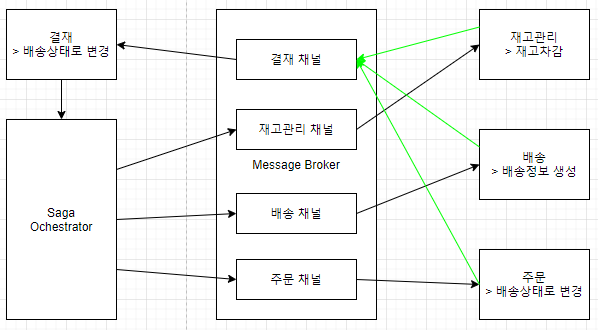 결재
> 배송상태로 변경
Saga
Ochestrator
결재 채널
재고관리 채널
Message Broker
배송 채널
주문 채널
재고관리
> 재고차감
배송
> 배송정보 생성
주문
> 배송상태로 변경